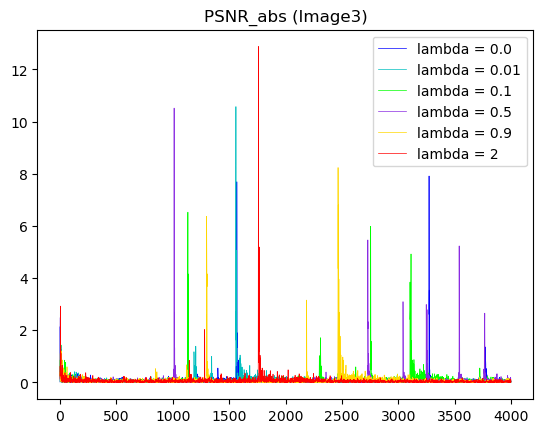 PSNR_abs (Image3)
lambda = 0.0
lambda = 0.01
lambda = 0.1
lambda = 0.5
lambda = 0.9
lambda = 2
12
10
8
6
4
2
0
0 500 1000 1500 2000 2500 3000 3500 4000